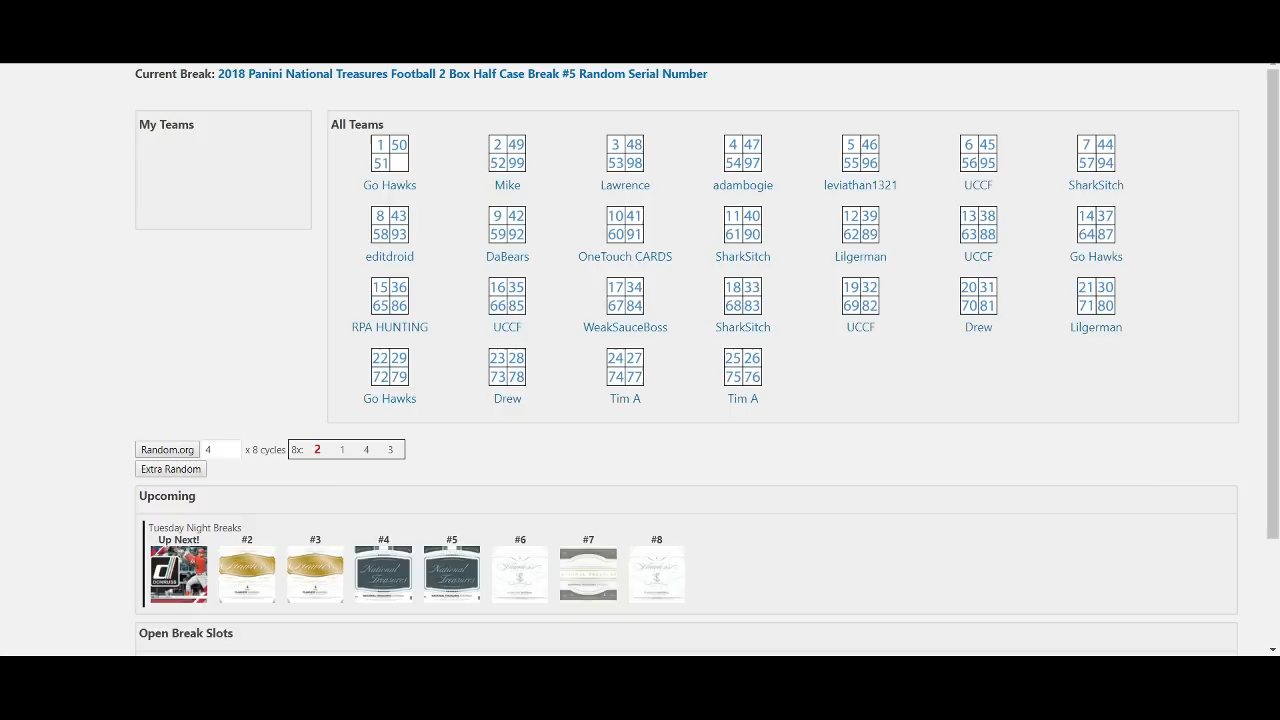 Current Break: 2018 Panini National Treasures Football 2 Box Half Case Break #5 Random Serial Number
My Teams
All Teams
1 50 2 49 3 48 4 47 5 46 6 45 7 44
51 52 99 53 98 54 97 55 96 56 95 57 94
Go Hawks Mike Lawrence adambogie leviathan1321 UCCF SharkSitch
8 43 9 42 10 41 11 40 12 39 13 38 14 37
58 93 59 92 60 91 61 90 62 89 63 88 64 87
editdroid DaBears OneTouch CARDS SharkSitch Lilgerman UCCF Go Hawks
15 36 16 35 17 34 18 33 19 32 20 31 21 30
65 86 66 85 67 84 68 83 69 82 70 81 71 80
RPA HUNTING UCCF WeakSauceBoss SharkSitch UCCF Drew Lilgerman
22 29 23 28 24 27 25 26
72 79 73 78 74 77 75 76
Go Hawks Drew Tim A Tim A
Random.org 4 x 8 cycles 8x: 2 1 4 3
Extra Random
Upcoming
Tuesday Night Breaks
Up Next! #2 #3 #4 #5 #6 #7 #8
DONRUSS
National Treasures National Treasures
Open Break Slots